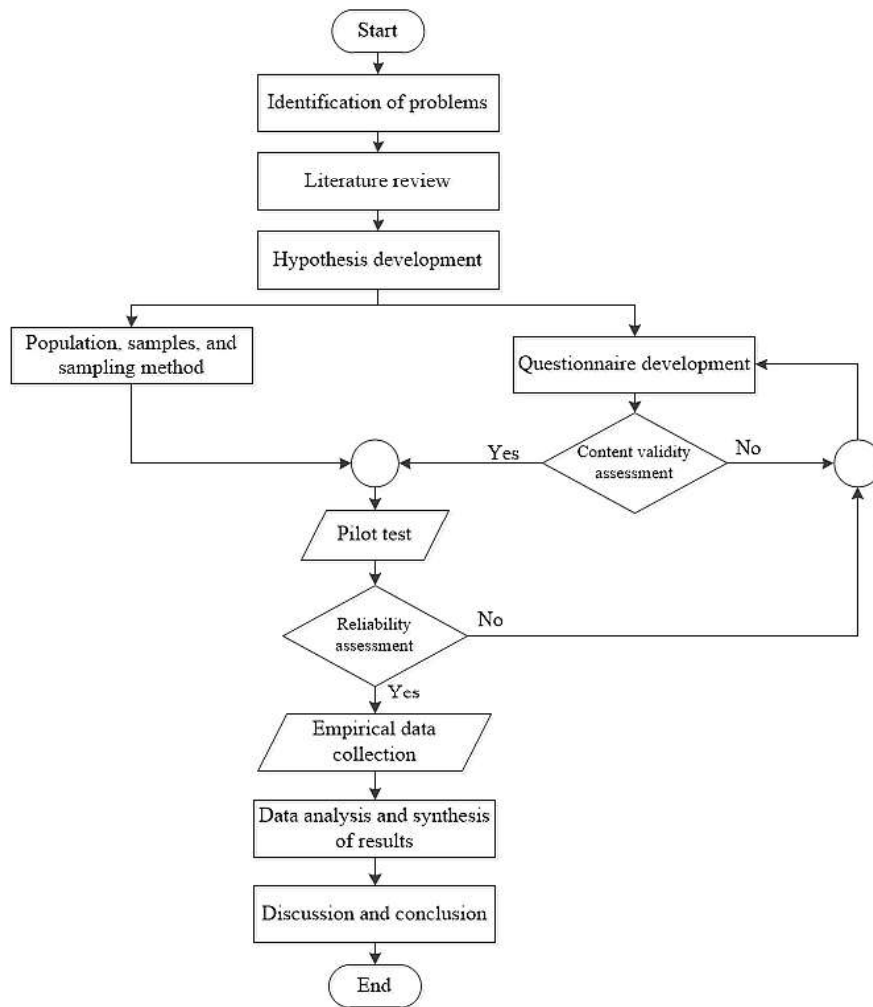 Start
Identification of problems
Literature review
Hypothesis development
Population, samples, and
sampling method
Questionnaire development
Content validity
assessment
Yes
No
Pilot test
Reliability
assessment
No
Yes
Empirical data
collection
Data analysis and synthesis
of results
Discussion and conclusion
End